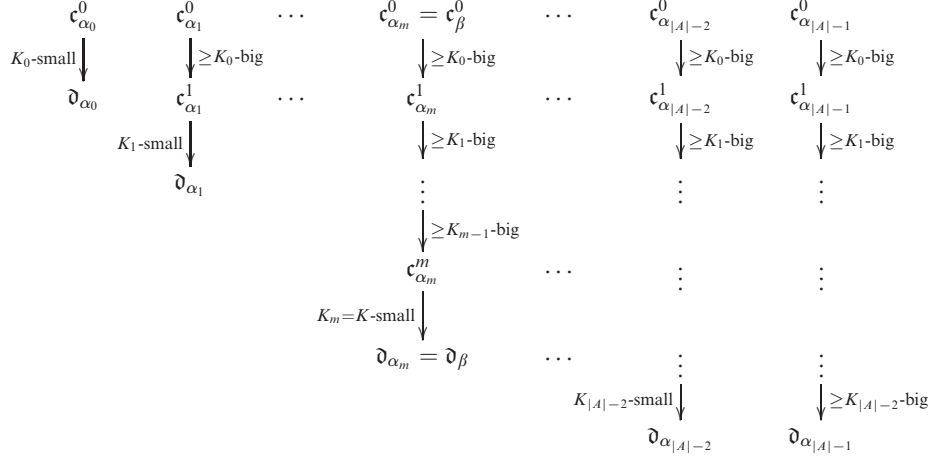 𝔠⁰_{α₀} 𝔠⁰_{α₁} ⋯ 𝔠⁰_{α_m} = 𝔠⁰_β ⋯ 𝔠⁰_{α_{|A|−2}} 𝔠⁰_{α_{|A|−1}}
K₀-small ≥K₀-big ≥K₀-big ≥K₀-big ≥K₀-big
𝔡_{α₀} 𝔠¹_{α₁} ⋯ 𝔠¹_{α_m} ⋯ 𝔠¹_{α_{|A|−2}} 𝔠¹_{α_{|A|−1}}
K₁-small ≥K₁-big ≥K₁-big ≥K₁-big
𝔡_{α₁} ⋮ ⋮ ⋮
≥K_{m−1}-big
𝔠^m_{α_m} ⋯ ⋮ ⋮
K_m=K-small
𝔡_{α_m} = 𝔡_β ⋯ ⋮ ⋮
K_{|A|−2}-small ≥K_{|A|−2}-big
𝔡_{α_{|A|−2}} 𝔡_{α_{|A|−1}}